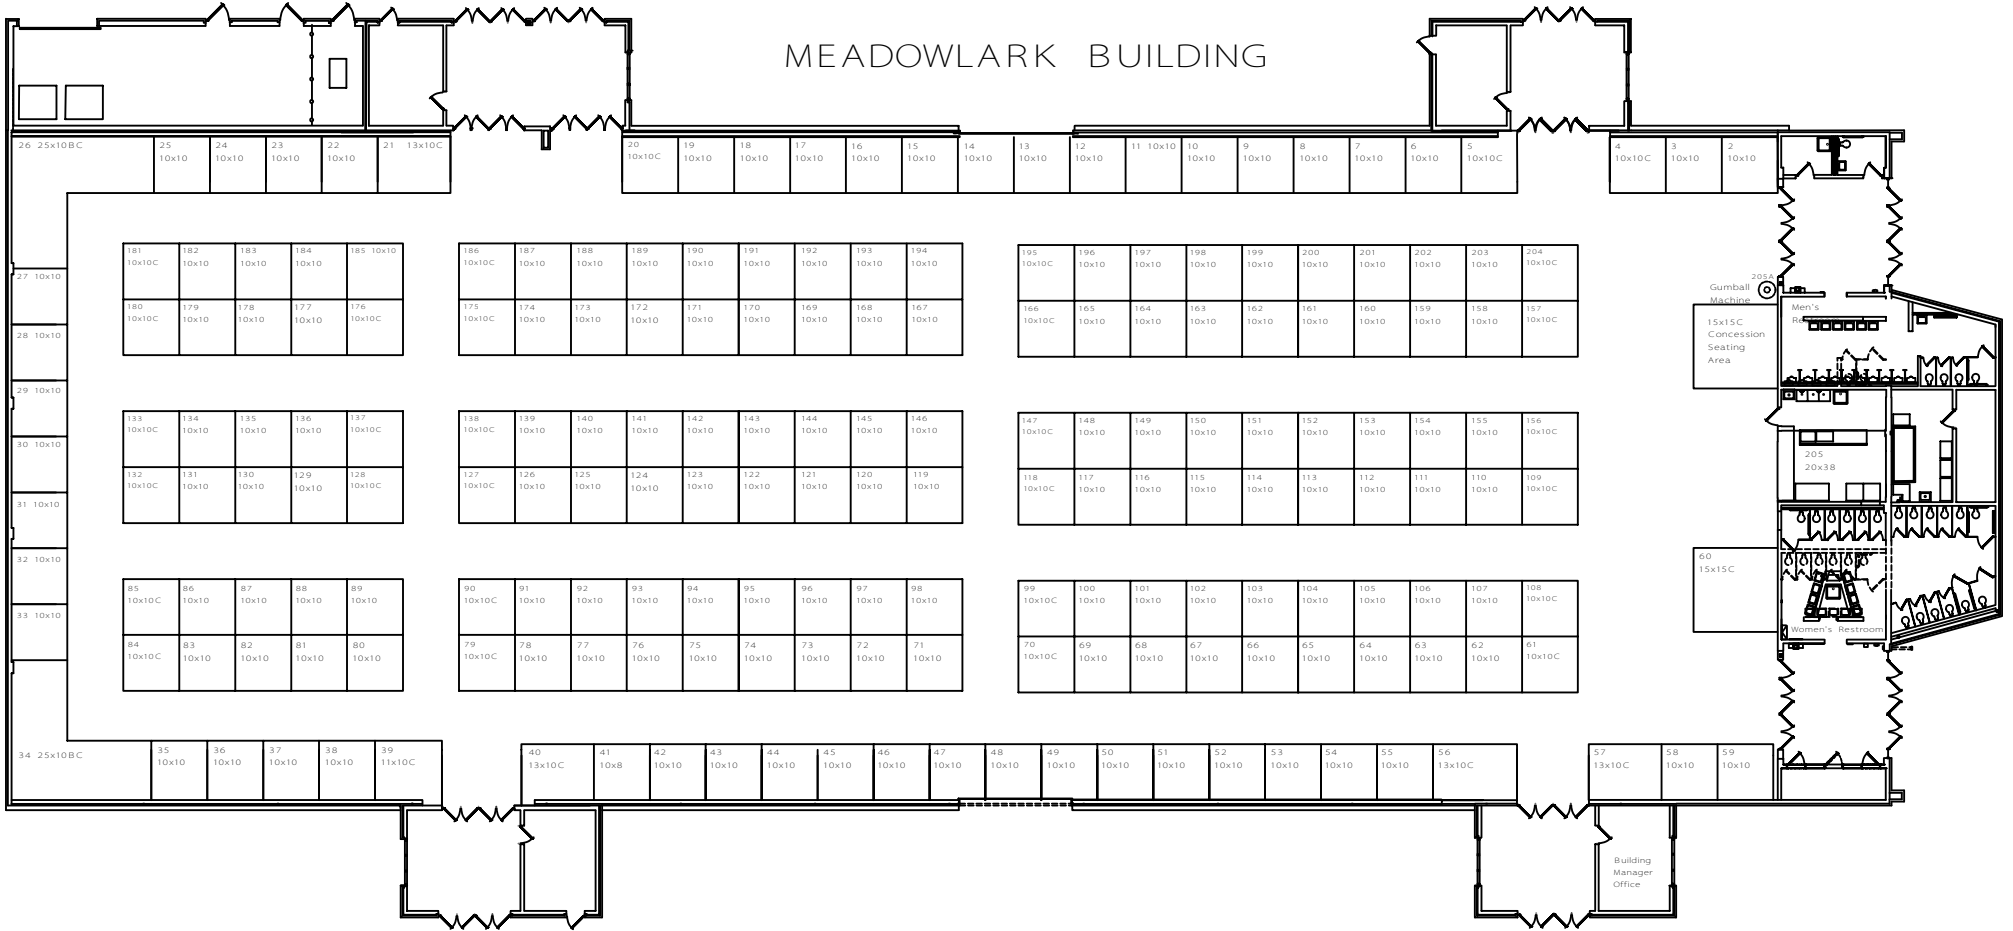 MEADOWLARK BUILDING
26 25x10BC
25
10x10
24
10x10
23
10x10
22
10x10
21 13x10C
20
10x10C
19
10x10
18
10x10
17
10x10
16
10x10
15
10x10
14
10x10
13
10x10
12
10x10
11 10x10
10
10x10
9
10x10
8
10x10
7
10x10
6
10x10
5
10x10C
4
10x10C
3
10x10
2
10x10
27 10x10
28 10x10
29 10x10
30 10x10
31 10x10
32 10x10
33 10x10
34 25x10BC
181
10x10C
182
10x10
183
10x10
184
10x10
185 10x10
186
10x10C
187
10x10
188
10x10
189
10x10
190
10x10
191
10x10
192
10x10
193
10x10
194
10x10
195
10x10C
196
10x10
197
10x10
198
10x10
199
10x10
200
10x10
201
10x10
202
10x10
203
10x10
204
10x10C
180
10x10C
179
10x10
178
10x10
177
10x10
176
10x10C
175
10x10C
174
10x10
173
10x10
172
10x10
171
10x10
170
10x10
169
10x10
168
10x10
167
10x10
166
10x10C
165
10x10
164
10x10
163
10x10
162
10x10
161
10x10
160
10x10
159
10x10
158
10x10
157
10x10C
205A
Gumball
Machine
Men's
15x15C
Concession
Seating
Area
133
10x10C
134
10x10
135
10x10
136
10x10
137
10x10C
138
10x10C
139
10x10
140
10x10
141
10x10
142
10x10
143
10x10
144
10x10
145
10x10
146
10x10
147
10x10C
148
10x10
149
10x10
150
10x10
151
10x10
152
10x10
153
10x10
154
10x10
155
10x10
156
10x10C
132
10x10C
131
10x10
130
10x10
129
10x10
128
10x10C
127
10x10C
126
10x10
125
10x10
124
10x10
123
10x10
122
10x10
121
10x10
120
10x10
119
10x10
118
10x10C
117
10x10
116
10x10
115
10x10
114
10x10
113
10x10
112
10x10
111
10x10
110
10x10
109
10x10C
205
20x38
60
15x15C
85
10x10C
86
10x10
87
10x10
88
10x10
89
10x10
90
10x10C
91
10x10
92
10x10
93
10x10
94
10x10
95
10x10
96
10x10
97
10x10
98
10x10
99
10x10C
100
10x10
101
10x10
102
10x10
103
10x10
104
10x10
105
10x10
106
10x10
107
10x10
108
10x10C
84
10x10C
83
10x10
82
10x10
81
10x10
80
10x10
79
10x10C
78
10x10
77
10x10
76
10x10
75
10x10
74
10x10
73
10x10
72
10x10
71
10x10
70
10x10C
69
10x10
68
10x10
67
10x10
66
10x10
65
10x10
64
10x10
63
10x10
62
10x10
61
10x10C
Women's Restroom
35
10x10
36
10x10
37
10x10
38
10x10
39
11x10C
40
13x10C
41
10x8
42
10x10
43
10x10
44
10x10
45
10x10
46
10x10
47
10x10
48
10x10
49
10x10
50
10x10
51
10x10
52
10x10
53
10x10
54
10x10
55
10x10
56
13x10C
57
13x10C
58
10x10
59
10x10
Building
Manager
Office